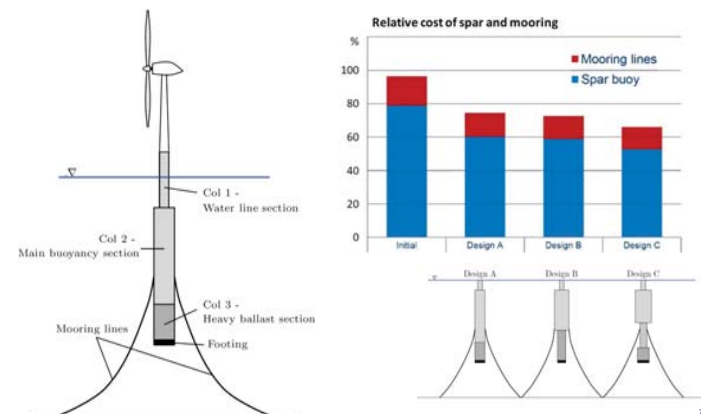 Col 1 -
Water line section
Col 2 -
Main buoyancy section
Col 3 -
Heavy ballast section
Mooring lines
Footing
Relative cost of spar and mooring
%
100
80
60
40
20
0
Mooring lines
Spar buoy
Initial
Design A
Design B
Design C
Design A
Design B
Design C